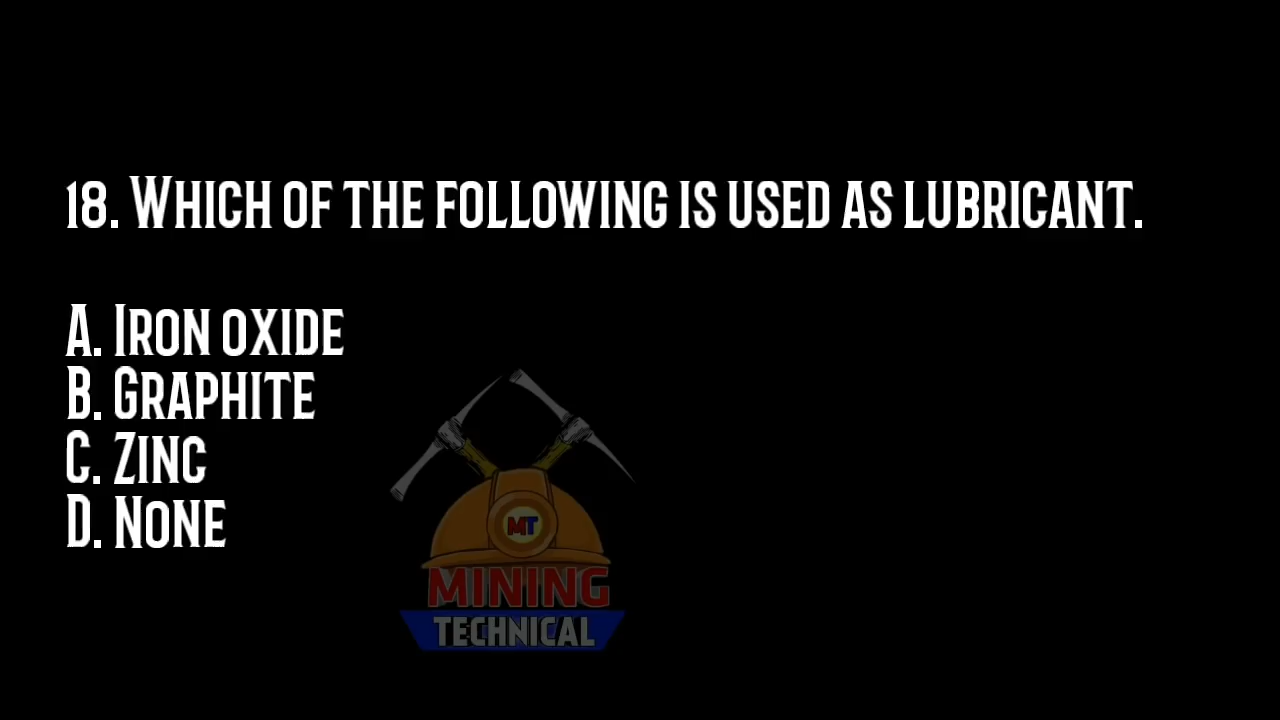 18. Which of the following is used as lubricant.
A. Iron oxide
B. Graphite
C. Zinc
D. None
MT
MINING
TECHNICAL